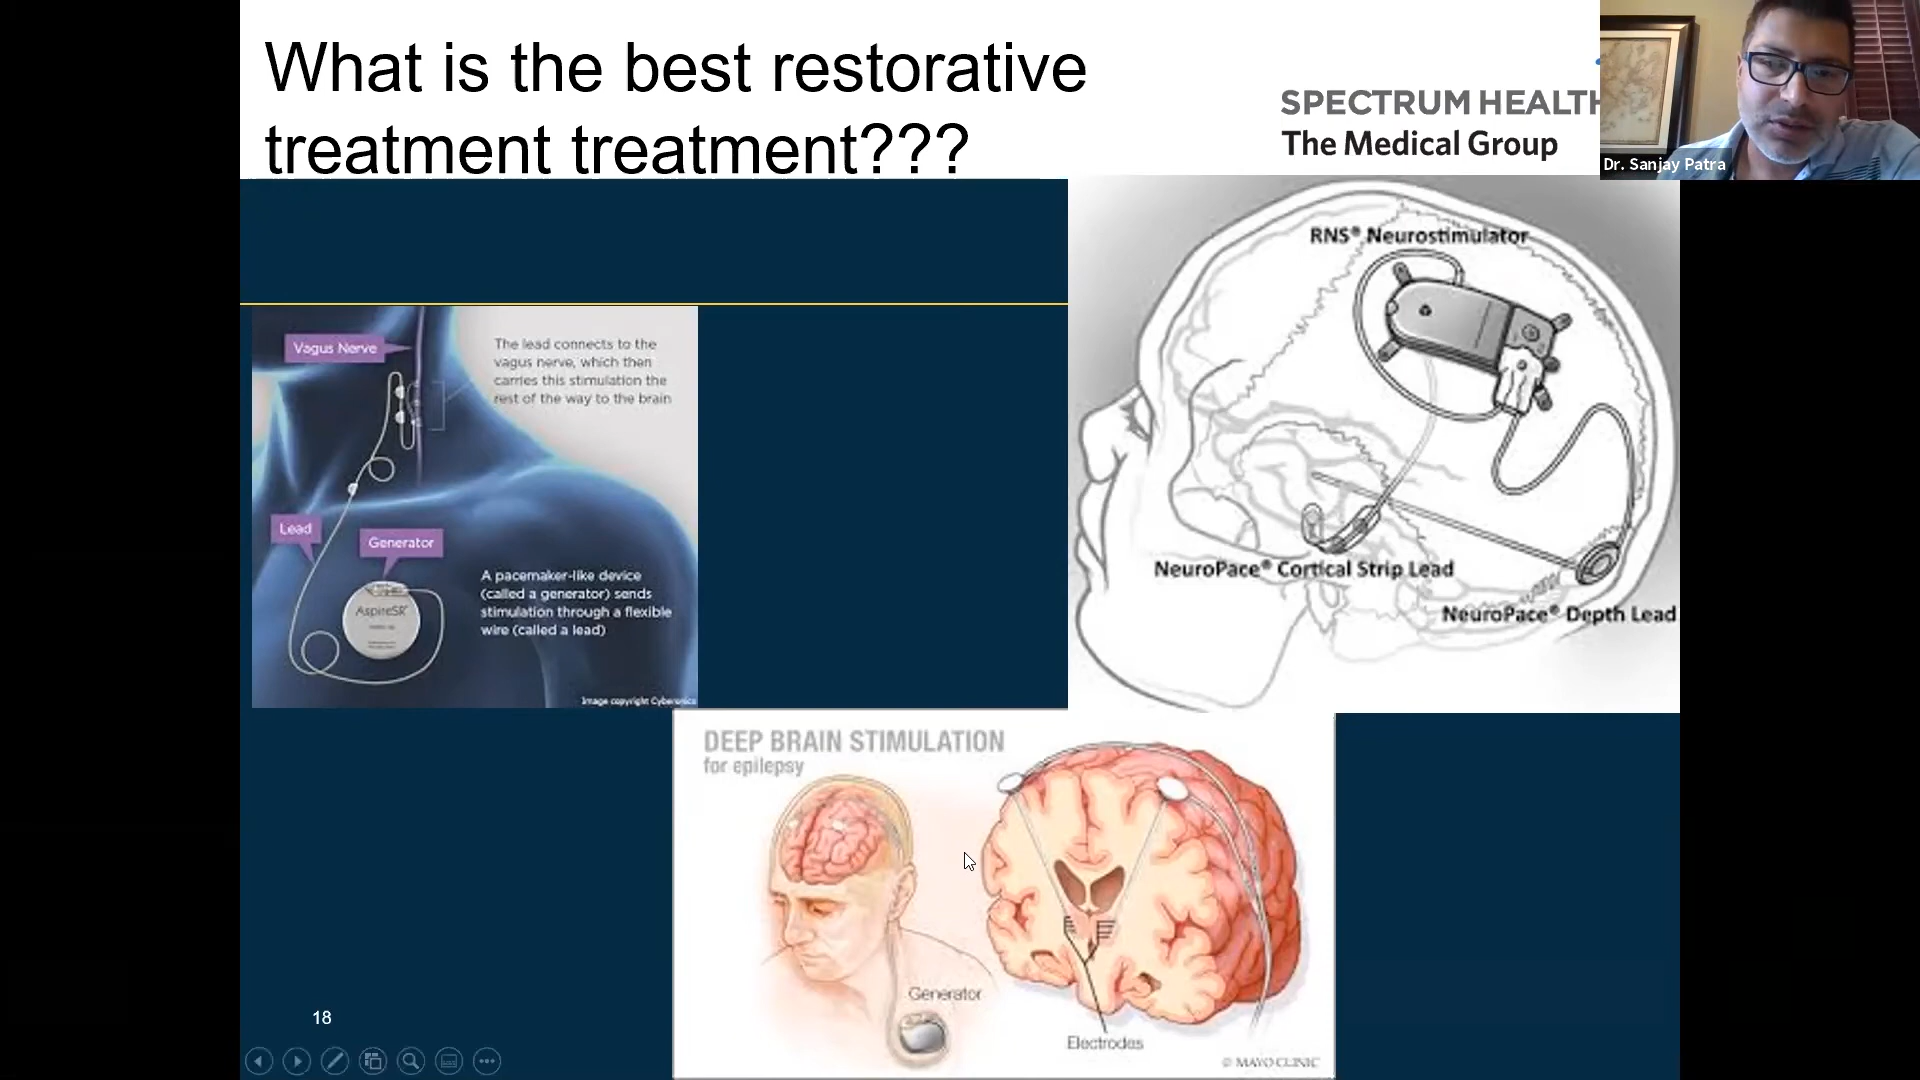 What is the best restorative
treatment treatment???
SPECTRUM HEALTH
The Medical Group
Dr. Sanjay Patra
Vagus Nerve
The lead connects to the
vagus nerve, which then
carries this stimulation the
rest of the way to the brain
Lead
Generator
AspireSR
A pacemaker-like device
(called a generator) sends
stimulation through a flexible
wire (called a lead)
Image copyright Cyberonics
RNS® Neurostimulator
NeuroPace® Cortical Strip Lead
NeuroPace® Depth Lead
DEEP BRAIN STIMULATION
for epilepsy
Generator
Electrodes
© MAYO CLINIC
18